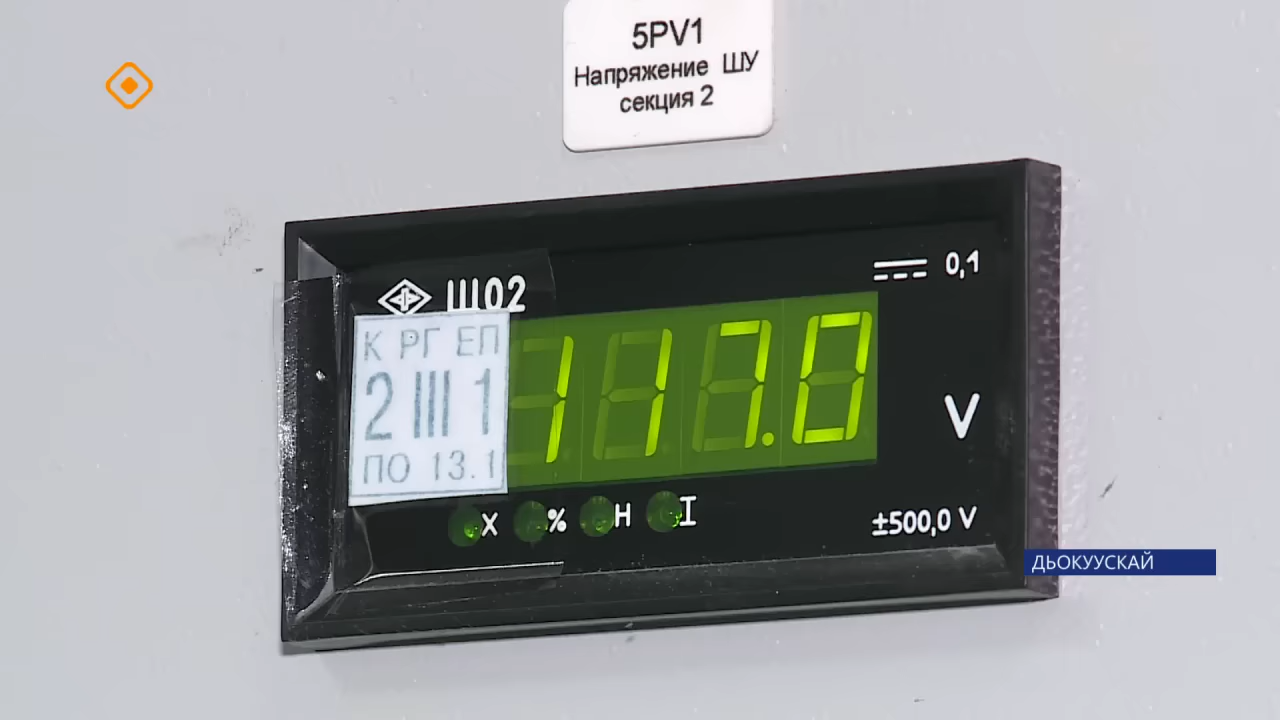 5PV1
Напряжение ШУ
секция 2
Щ02
0,1
К РГ ЕП
2 III 1
ПО 13.1
117.0
V
X % H I
±500,0 V
ДЬОКУУСКАЙ